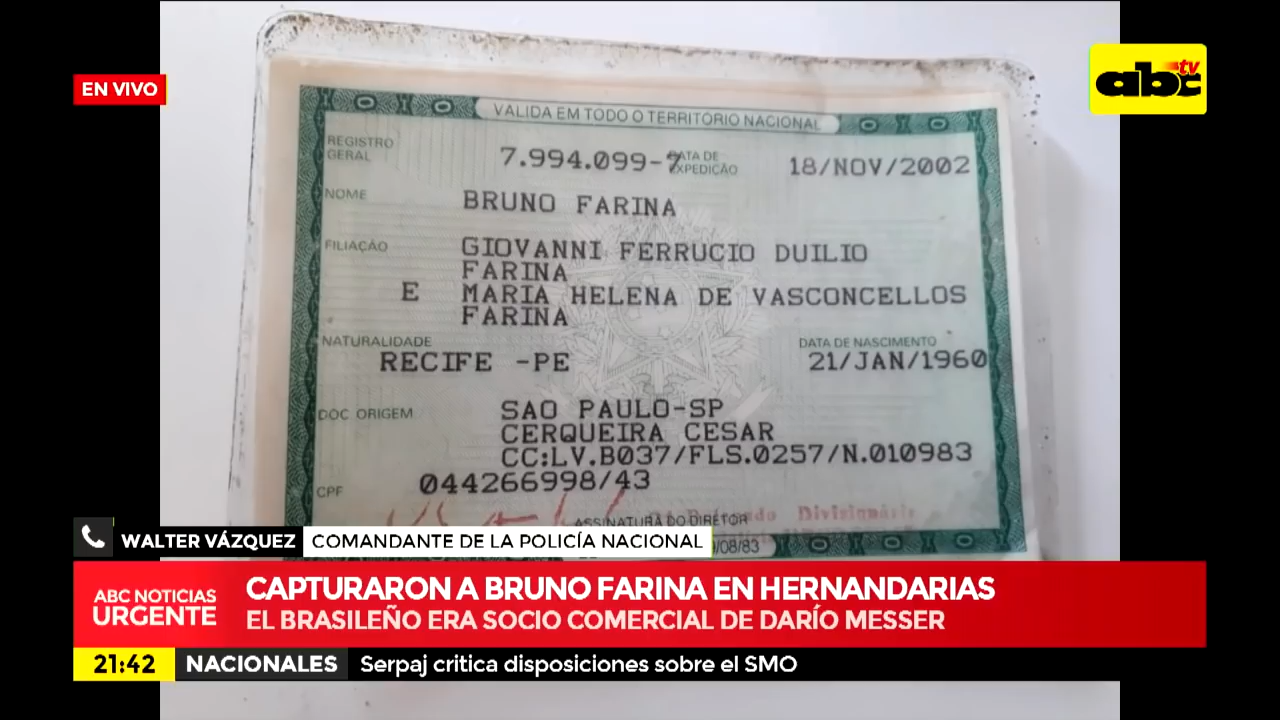 EN VIVO
abc tv
VALIDA EM TODO O TERRITÓRIO NACIONAL
REGISTRO GERAL
7.994.099-7
DATA DE EXPEDIÇÃO
18/NOV/2002
NOME
BRUNO FARINA
FILIAÇÃO
GIOVANNI FERRUCIO DUILIO
FARINA
E MARIA HELENA DE VASCONCELLOS
FARINA
NATURALIDADE
RECIFE -PE
DATA DE NASCIMENTO
21/JAN/1960
DOC ORIGEM
SAO PAULO-SP
CERQUEIRA CESAR
CC:LV.B037/FLS.0257/N.010983
CPF
044266998/43
ASSINATURA DO DIRETOR
Divisionário
/08/83
WALTER VÁZQUEZ COMANDANTE DE LA POLICÍA NACIONAL
ABC NOTICIAS
URGENTE
CAPTURARON A BRUNO FARINA EN HERNANDARIAS
EL BRASILEÑO ERA SOCIO COMERCIAL DE DARÍO MESSER
21:42 NACIONALES Serpaj critica disposiciones sobre el SMO